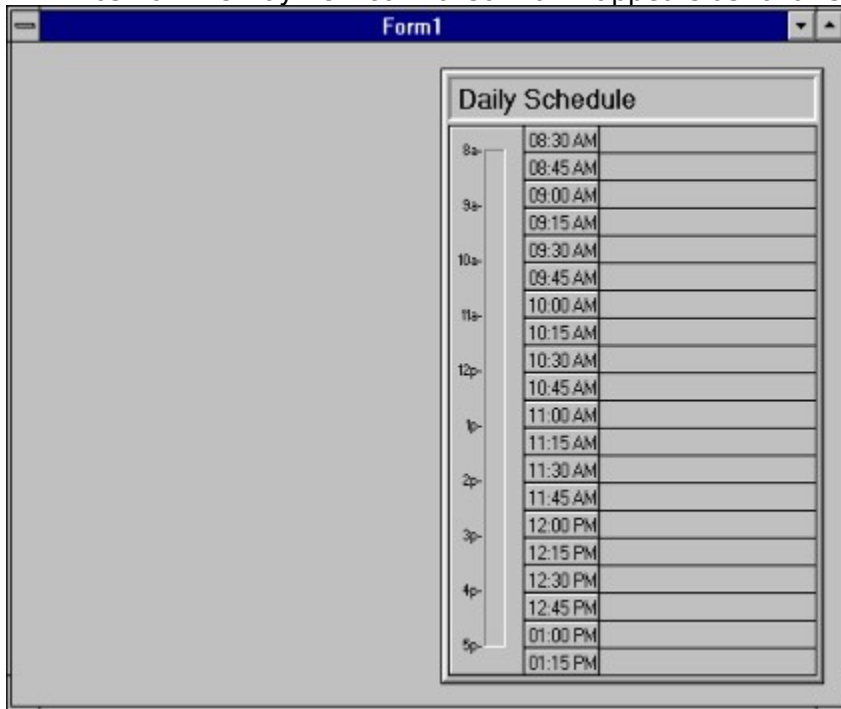 Form1
Daily Schedule
8a-
9a-
10a-
11a-
12p-
1p-
2p-
3p-
4p-
5p-
08:30 AM
08:45 AM
09:00 AM
09:15 AM
09:30 AM
09:45 AM
10:00 AM
10:15 AM
10:30 AM
10:45 AM
11:00 AM
11:15 AM
11:30 AM
11:45 AM
12:00 PM
12:15 PM
12:30 PM
12:45 PM
01:00 PM
01:15 PM